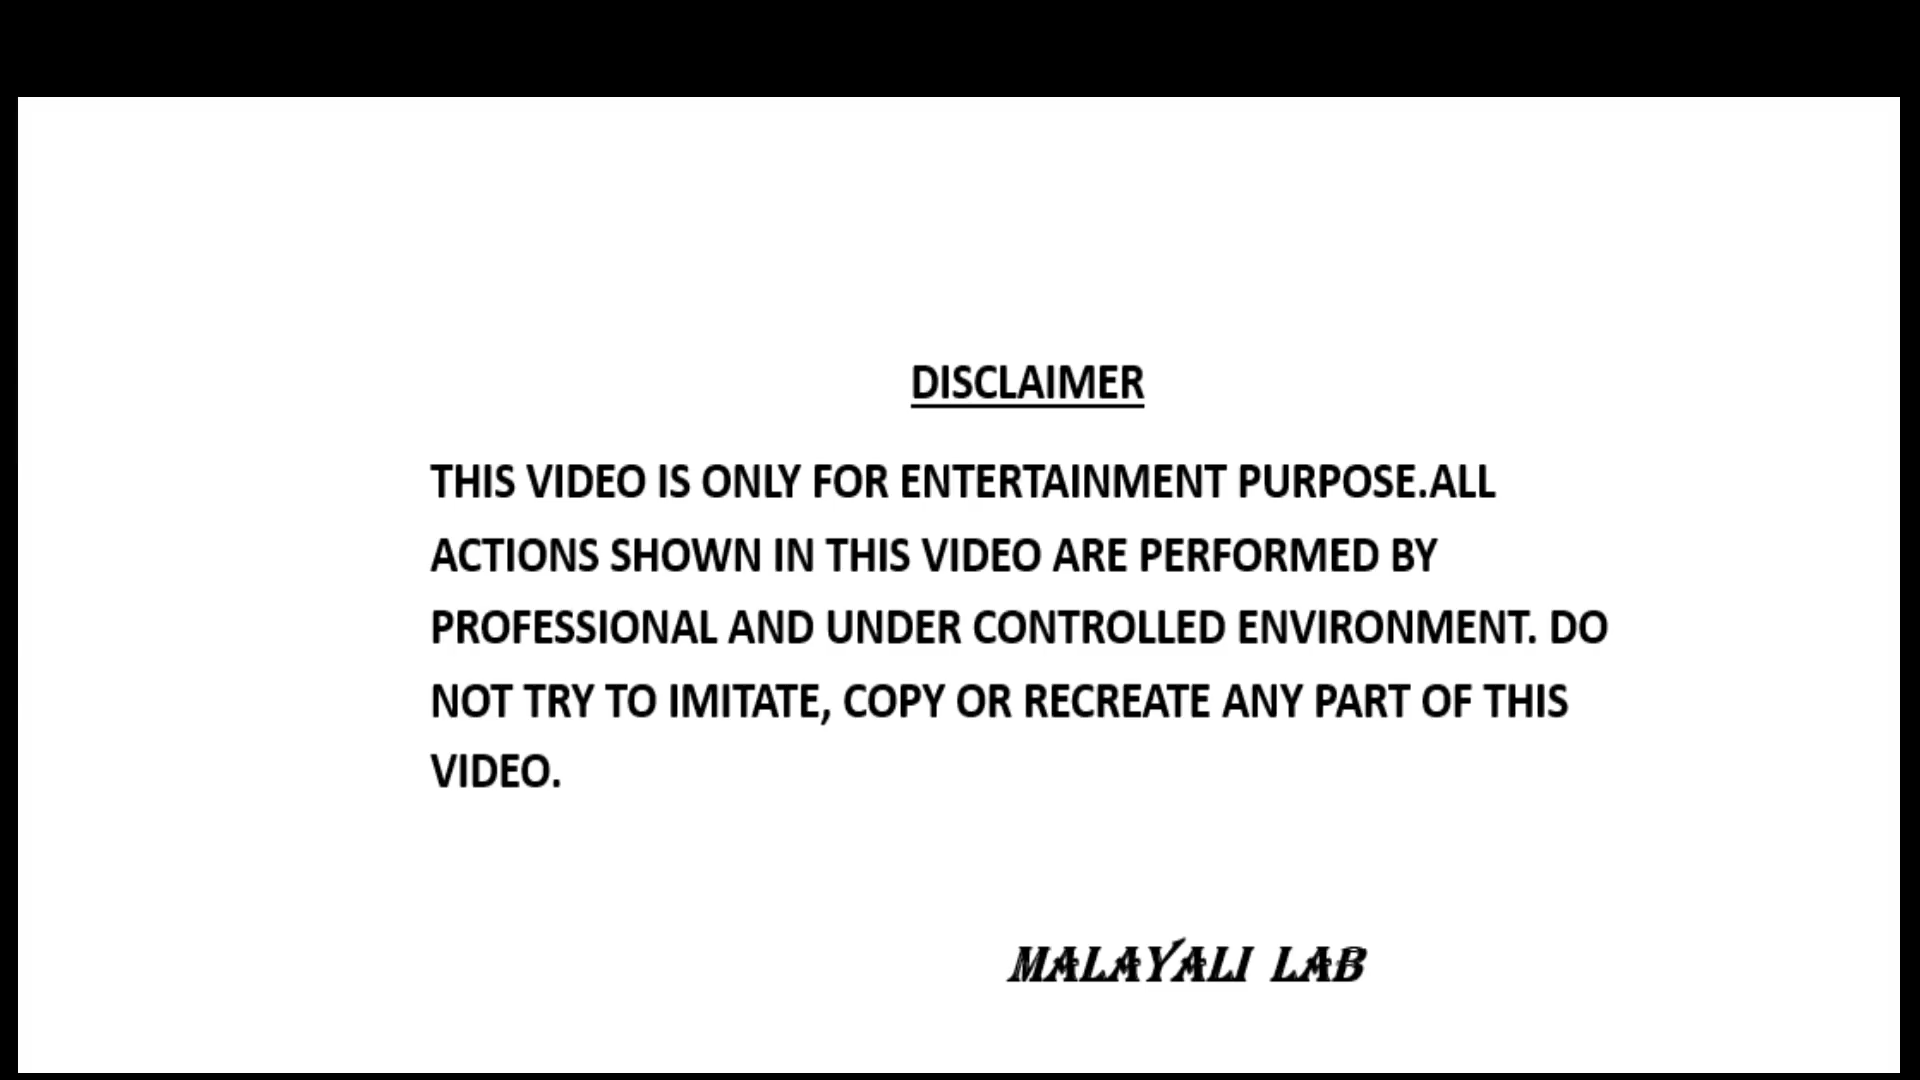 DISCLAIMER
THIS VIDEO IS ONLY FOR ENTERTAINMENT PURPOSE.ALL
ACTIONS SHOWN IN THIS VIDEO ARE PERFORMED BY
PROFESSIONAL AND UNDER CONTROLLED ENVIRONMENT. DO
NOT TRY TO IMITATE, COPY OR RECREATE ANY PART OF THIS
VIDEO.
MALAYALI LAB